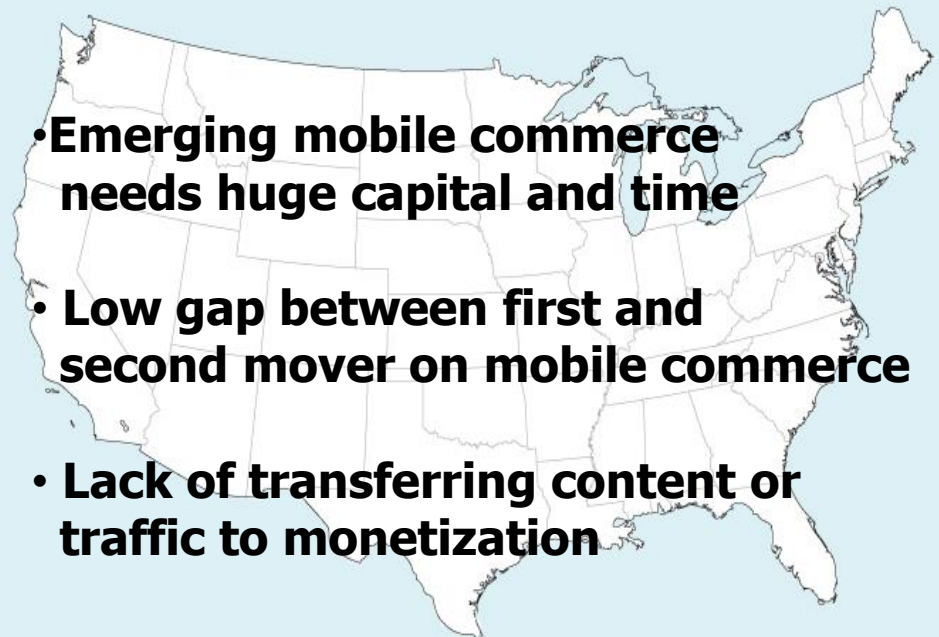 •Emerging mobile commerce
needs huge capital and time
• Low gap between first and
second mover on mobile commerce
• Lack of transferring content or
traffic to monetization